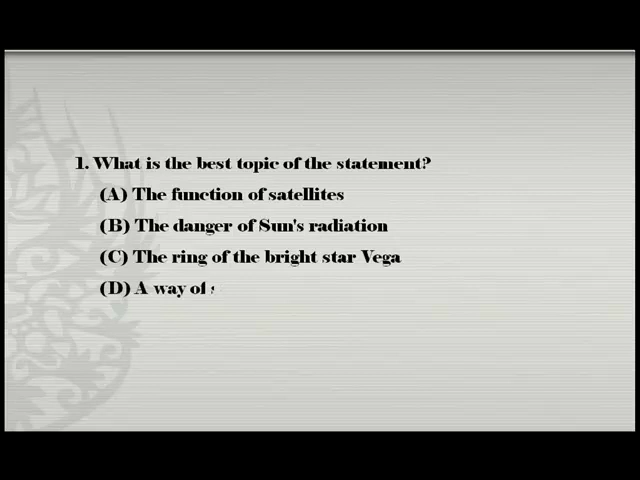 1. What is the best topic of the statement?
(A) The function of satellites
(B) The danger of Sun's radiation
(C) The ring of the bright star Vega
(D) A way of